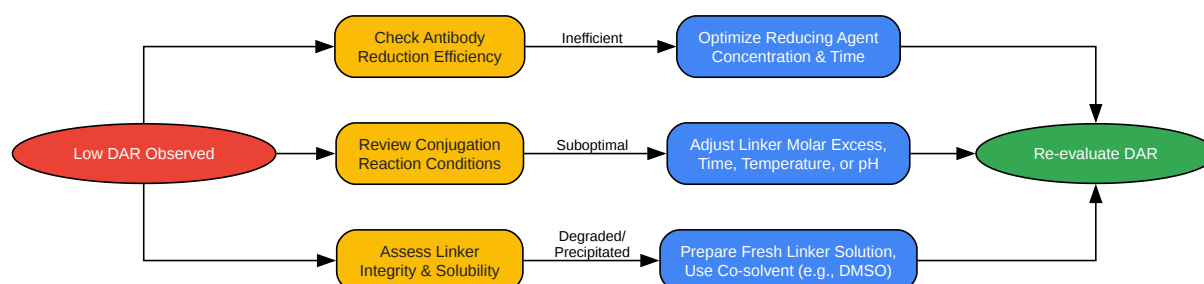 Check Antibody
Reduction Efficiency
Inefficient
Optimize Reducing Agent
Concentration & Time
Low DAR Observed
Review Conjugation
Reaction Conditions
Suboptimal
Adjust Linker Molar Excess,
Time, Temperature, or pH
Re-evaluate DAR
Assess Linker
Integrity & Solubility
Degraded/
Precipitated
Prepare Fresh Linker Solution,
Use Co-solvent (e.g., DMSO)